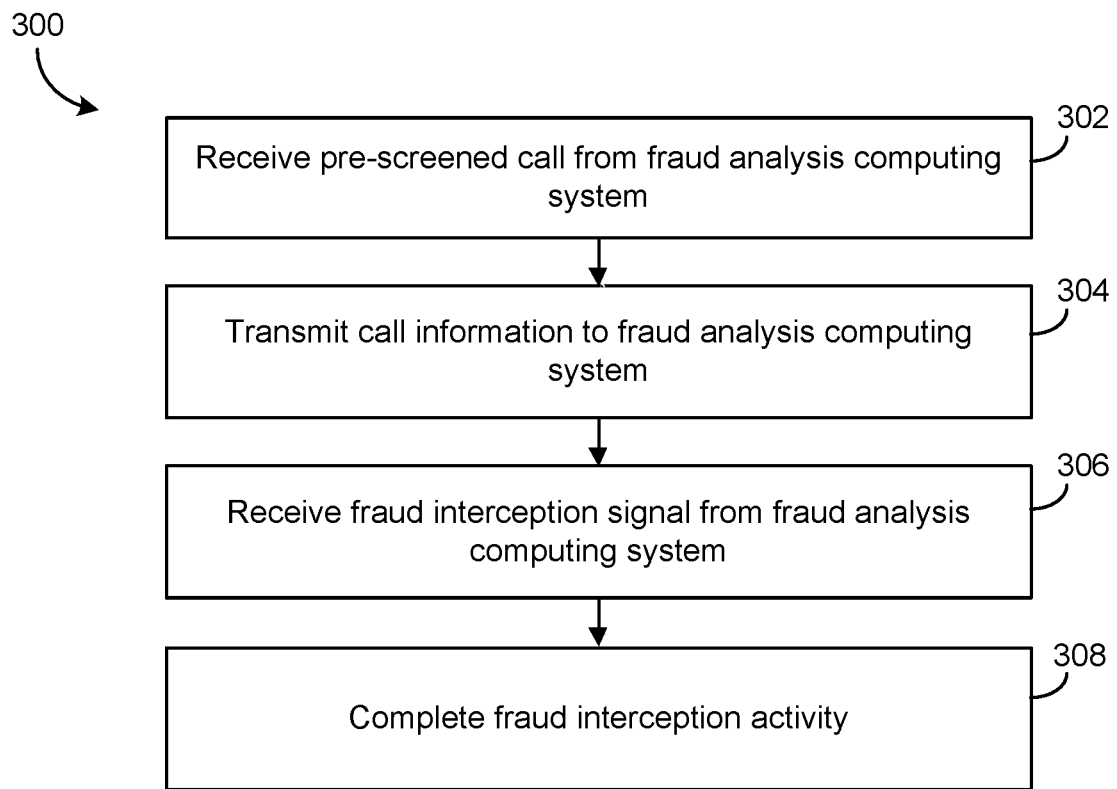 300
302
Receive pre-screened call from fraud analysis computing
system
304
Transmit call information to fraud analysis computing
system
306
Receive fraud interception signal from fraud analysis
computing system
308
Complete fraud interception activity